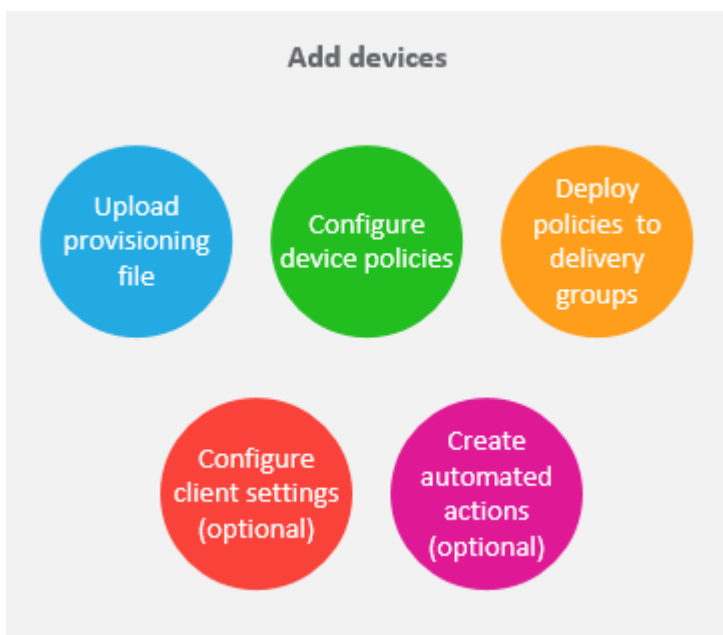 Add devices
Upload
provisioning
file
Configure
device policies
Deploy
policies to
delivery
groups
Configure
client settings
(optional)
Create
automated
actions
(optional)